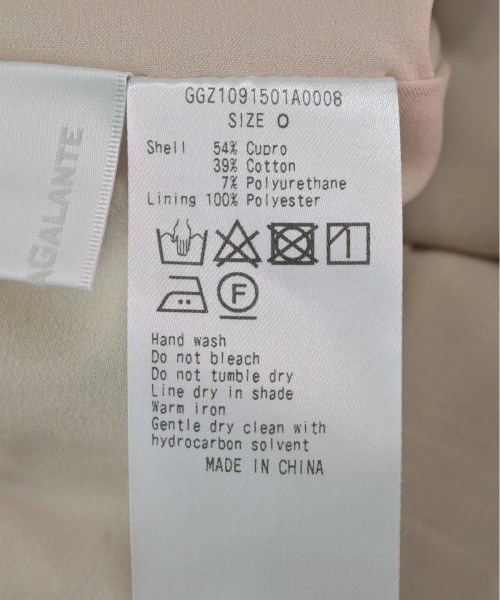 AGALANTE
GGZ1091501A0008
SIZE O
Shell 54% Cupro
39% Cotton
7% Polyurethane
Lining 100% Polyester
F
Hand wash
Do not bleach
Do not tumble dry
Line dry in shade
Warm iron
Gentle dry clean with
hydrocarbon solvent
MADE IN CHINA